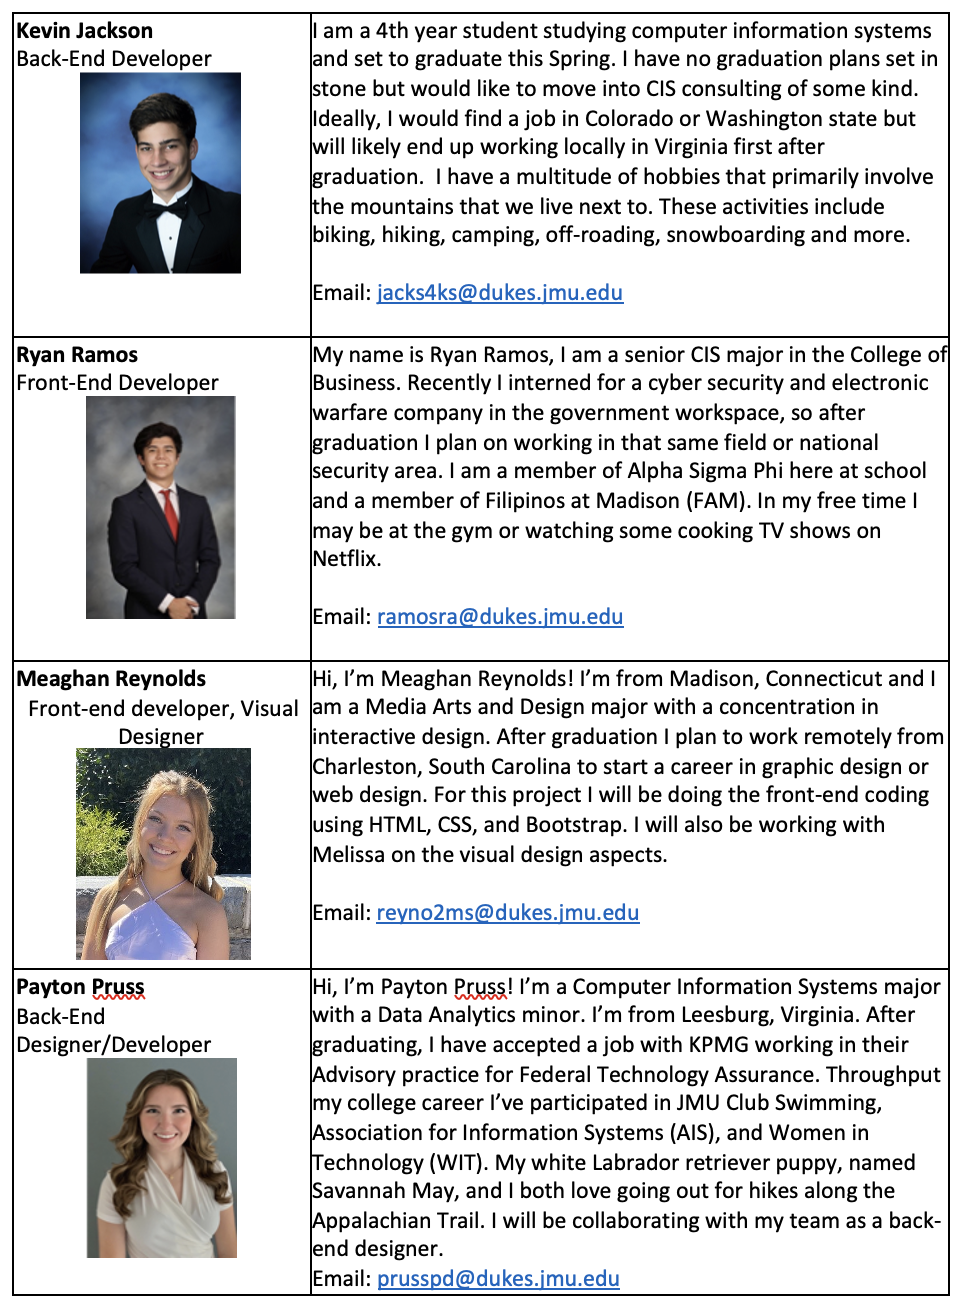 Kevin Jackson
Back-End Developer
I am a 4th year student studying computer information systems
and set to graduate this Spring. I have no graduation plans set in
stone but would like to move into CIS consulting of some kind.
Ideally, I would find a job in Colorado or Washington state but
will likely end up working locally in Virginia first after
graduation.  I have a multitude of hobbies that primarily involve
the mountains that we live next to. These activities include
biking, hiking, camping, off-roading, snowboarding and more.
Email: jacks4ks@dukes.jmu.edu
Ryan Ramos
Front-End Developer
My name is Ryan Ramos, I am a senior CIS major in the College of
Business. Recently I interned for a cyber security and electronic
warfare company in the government workspace, so after
graduation I plan on working in that same field or national
security area. I am a member of Alpha Sigma Phi here at school
and a member of Filipinos at Madison (FAM). In my free time I
may be at the gym or watching some cooking TV shows on
Netflix.
Email: ramosra@dukes.jmu.edu
Meaghan Reynolds
Front-end developer, Visual
Designer
Hi, I’m Meaghan Reynolds! I’m from Madison, Connecticut and I
am a Media Arts and Design major with a concentration in
interactive design. After graduation I plan to work remotely from
Charleston, South Carolina to start a career in graphic design or
web design. For this project I will be doing the front-end coding
using HTML, CSS, and Bootstrap. I will also be working with
Melissa on the visual design aspects.
Email: reyno2ms@dukes.jmu.edu
Payton Pruss
Back-End
Designer/Developer
Hi, I’m Payton Pruss! I’m a Computer Information Systems major
with a Data Analytics minor. I’m from Leesburg, Virginia. After
graduating, I have accepted a job with KPMG working in their
Advisory practice for Federal Technology Assurance. Throughput
my college career I’ve participated in JMU Club Swimming,
Association for Information Systems (AIS), and Women in
Technology (WIT). My white Labrador retriever puppy, named
Savannah May, and I both love going out for hikes along the
Appalachian Trail. I will be collaborating with my team as a back-
end designer.
Email: prusspd@dukes.jmu.edu